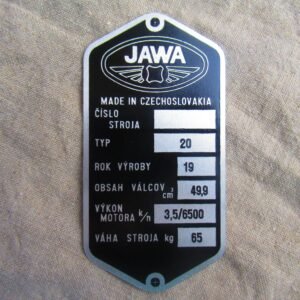 JAWA
MADE IN CZECHOSLOVAKIA
ČÍSLO
STROJA
TYP 20
ROK VÝROBY 19
OBSAH VÁLCOV cm³ 49,9
VÝKON
MOTORA k/n 3,5/6500
VÁHA STROJA kg 65